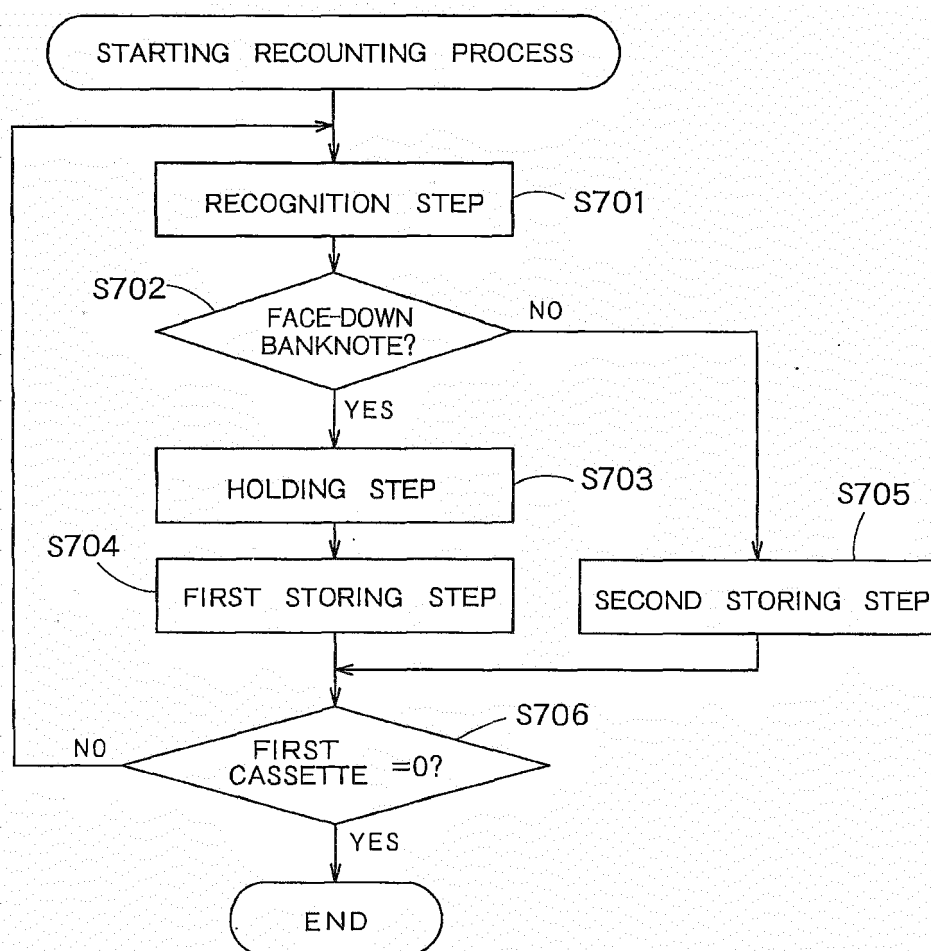 STARTING RECOUNTING PROCESS
RECOGNITION STEP
S701
S702
FACE-DOWN
BANKNOTE?
NO
YES
HOLDING STEP
S703
S704
FIRST STORING STEP
S705
SECOND STORING STEP
S706
NO
FIRST
CASSETTE =0?
YES
END